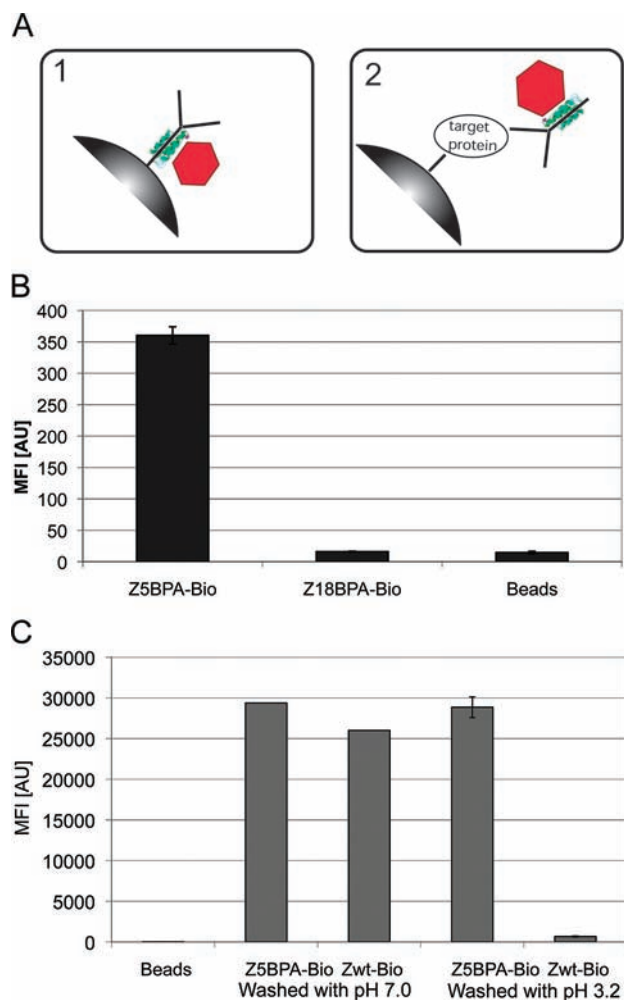 A
1
2
target
protein
B
400
350
300
250
200
150
100
50
0
MFI [AU]
Z5BPA-Bio Z18BPA-Bio Beads
C
35000
30000
25000
20000
15000
10000
5000
0
MFI [AU]
Beads Z5BPA-Bio Zwt-Bio Z5BPA-Bio Zwt-Bio
Washed with pH 7.0 Washed with pH 3.2